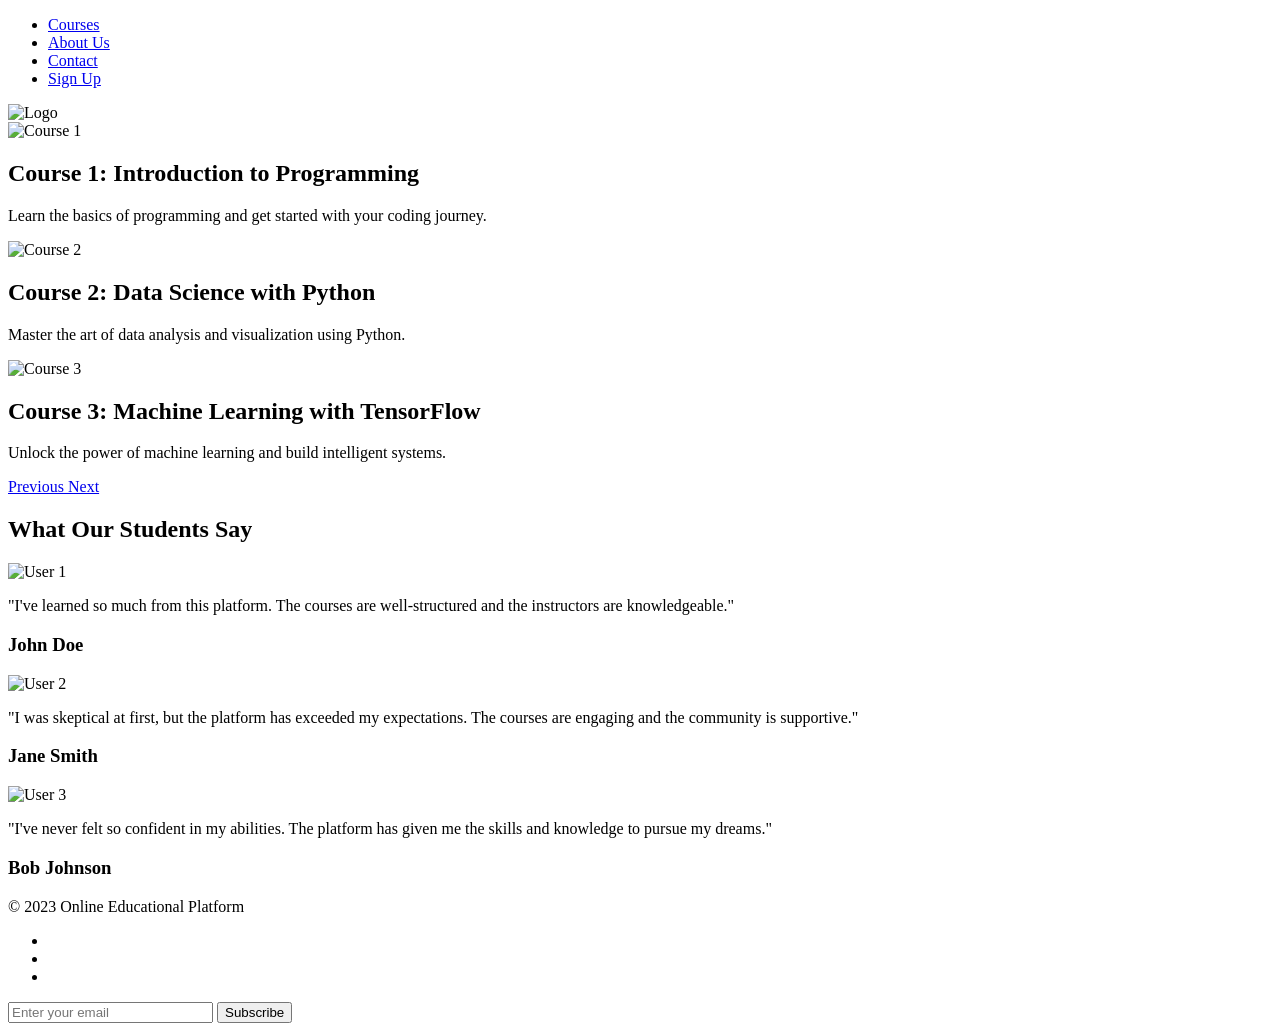 Courses
About Us
Contact
Sign Up
Logo
Course 1
Course 1: Introduction to Programming
Learn the basics of programming and get started with your coding journey.
Course 2
Course 2: Data Science with Python
Master the art of data analysis and visualization using Python.
Course 3
Course 3: Machine Learning with TensorFlow
Unlock the power of machine learning and build intelligent systems.
Previous Next
What Our Students Say
User 1
"I've learned so much from this platform. The courses are well-structured and the instructors are knowledgeable."
John Doe
User 2
"I was skeptical at first, but the platform has exceeded my expectations. The courses are engaging and the community is supportive."
Jane Smith
User 3
"I've never felt so confident in my abilities. The platform has given me the skills and knowledge to pursue my dreams."
Bob Johnson
© 2023 Online Educational Platform
Enter your email Subscribe